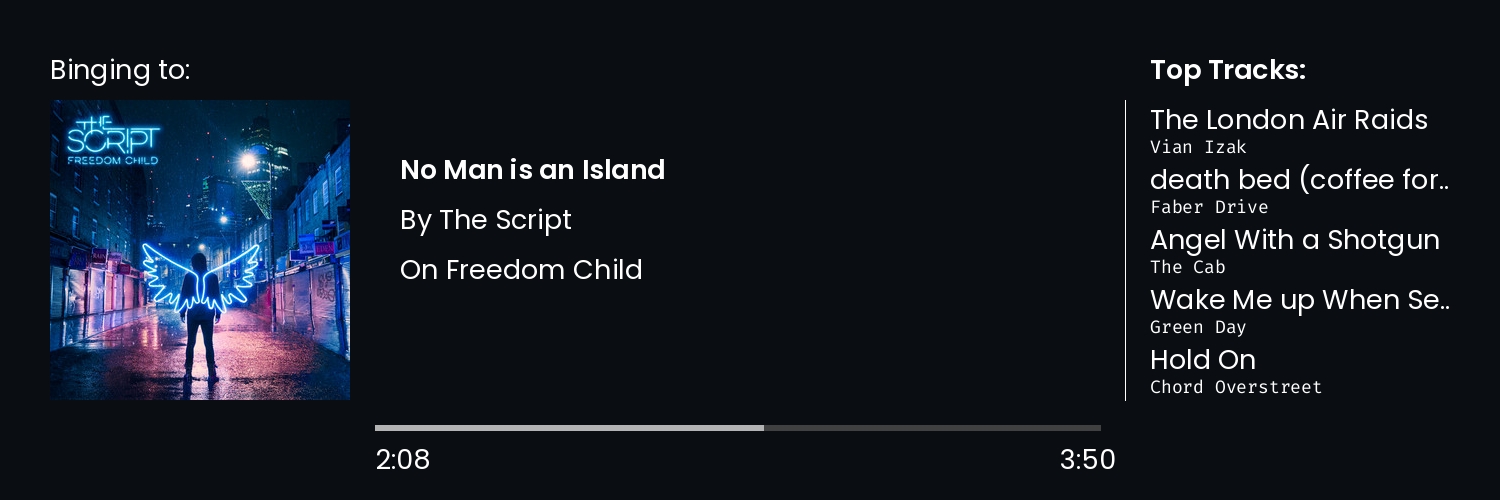 Binging to:
THE
SCRIPT
FREEDOM CHILD
No Man is an Island
By The Script
On Freedom Child
2:08
3:50
Top Tracks:
The London Air Raids
Vian Izak
death bed (coffee for..
Faber Drive
Angel With a Shotgun
The Cab
Wake Me up When Se..
Green Day
Hold On
Chord Overstreet